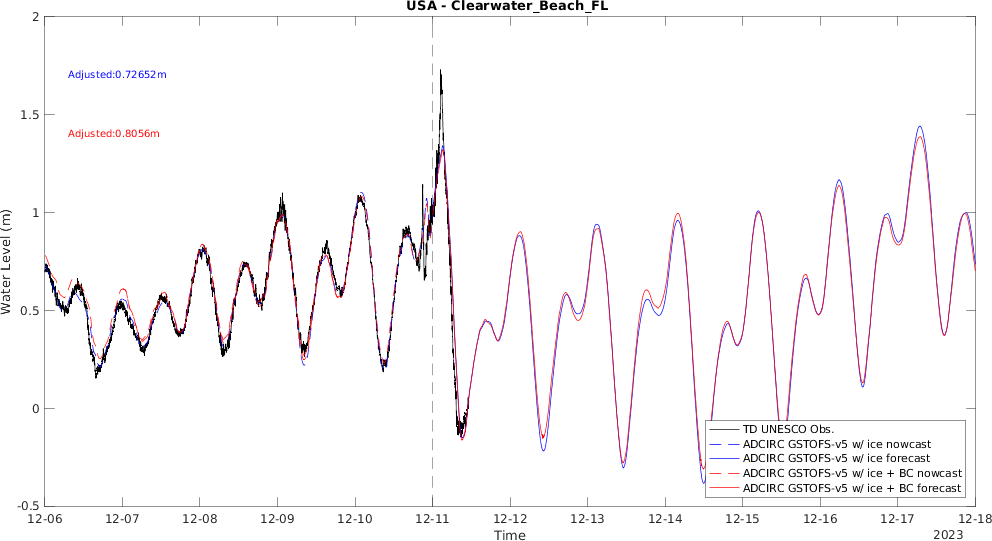 USA - Clearwater_Beach_FL
2
1.5
1
0.5
0
-0.5
Water Level (m)
Adjusted:0.72652m
Adjusted:0.8056m
TD UNESCO Obs.
ADCIRC GSTOFS-v5 w/ ice nowcast
ADCIRC GSTOFS-v5 w/ ice forecast
ADCIRC GSTOFS-v5 w/ ice + BC nowcast
ADCIRC GSTOFS-v5 w/ ice + BC forecast
12-06 12-07 12-08 12-09 12-10 12-11 12-12 12-13 12-14 12-15 12-16 12-17 12-18
Time
2023